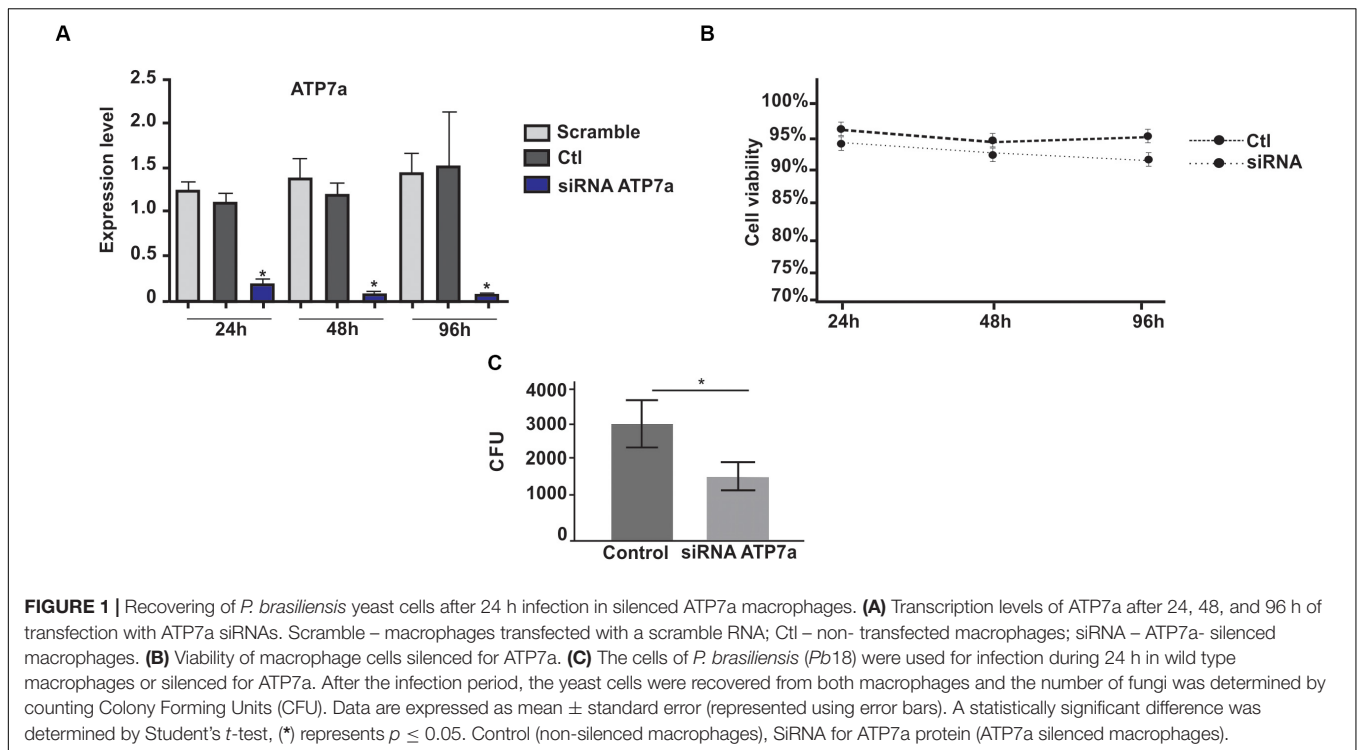 A
ATP7a
Expression level
2.5
2.0
1.5
1.0
0.5
0
* * *
24h 48h 96h
Scramble
Ctl
siRNA ATP7a
B
Cell viability
100%
95%
90%
85%
80%
75%
70%
24h 48h 96h
Ctl
siRNA
C
*
CFU
4000
3000
2000
1000
0
Control siRNA ATP7a
FIGURE 1 | Recovering of P. brasiliensis yeast cells after 24 h infection in silenced ATP7a macrophages. (A) Transcription levels of ATP7a after 24, 48, and 96 h of
transfection with ATP7a siRNAs. Scramble – macrophages transfected with a scramble RNA; Ctl – non- transfected macrophages; siRNA – ATP7a- silenced
macrophages. (B) Viability of macrophage cells silenced for ATP7a. (C) The cells of P. brasiliensis (Pb18) were used for infection during 24 h in wild type
macrophages or silenced for ATP7a. After the infection period, the yeast cells were recovered from both macrophages and the number of fungi was determined by
counting Colony Forming Units (CFU). Data are expressed as mean ± standard error (represented using error bars). A statistically significant difference was
determined by Student's t-test, (*) represents p ≤ 0.05. Control (non-silenced macrophages), SiRNA for ATP7a protein (ATP7a silenced macrophages).